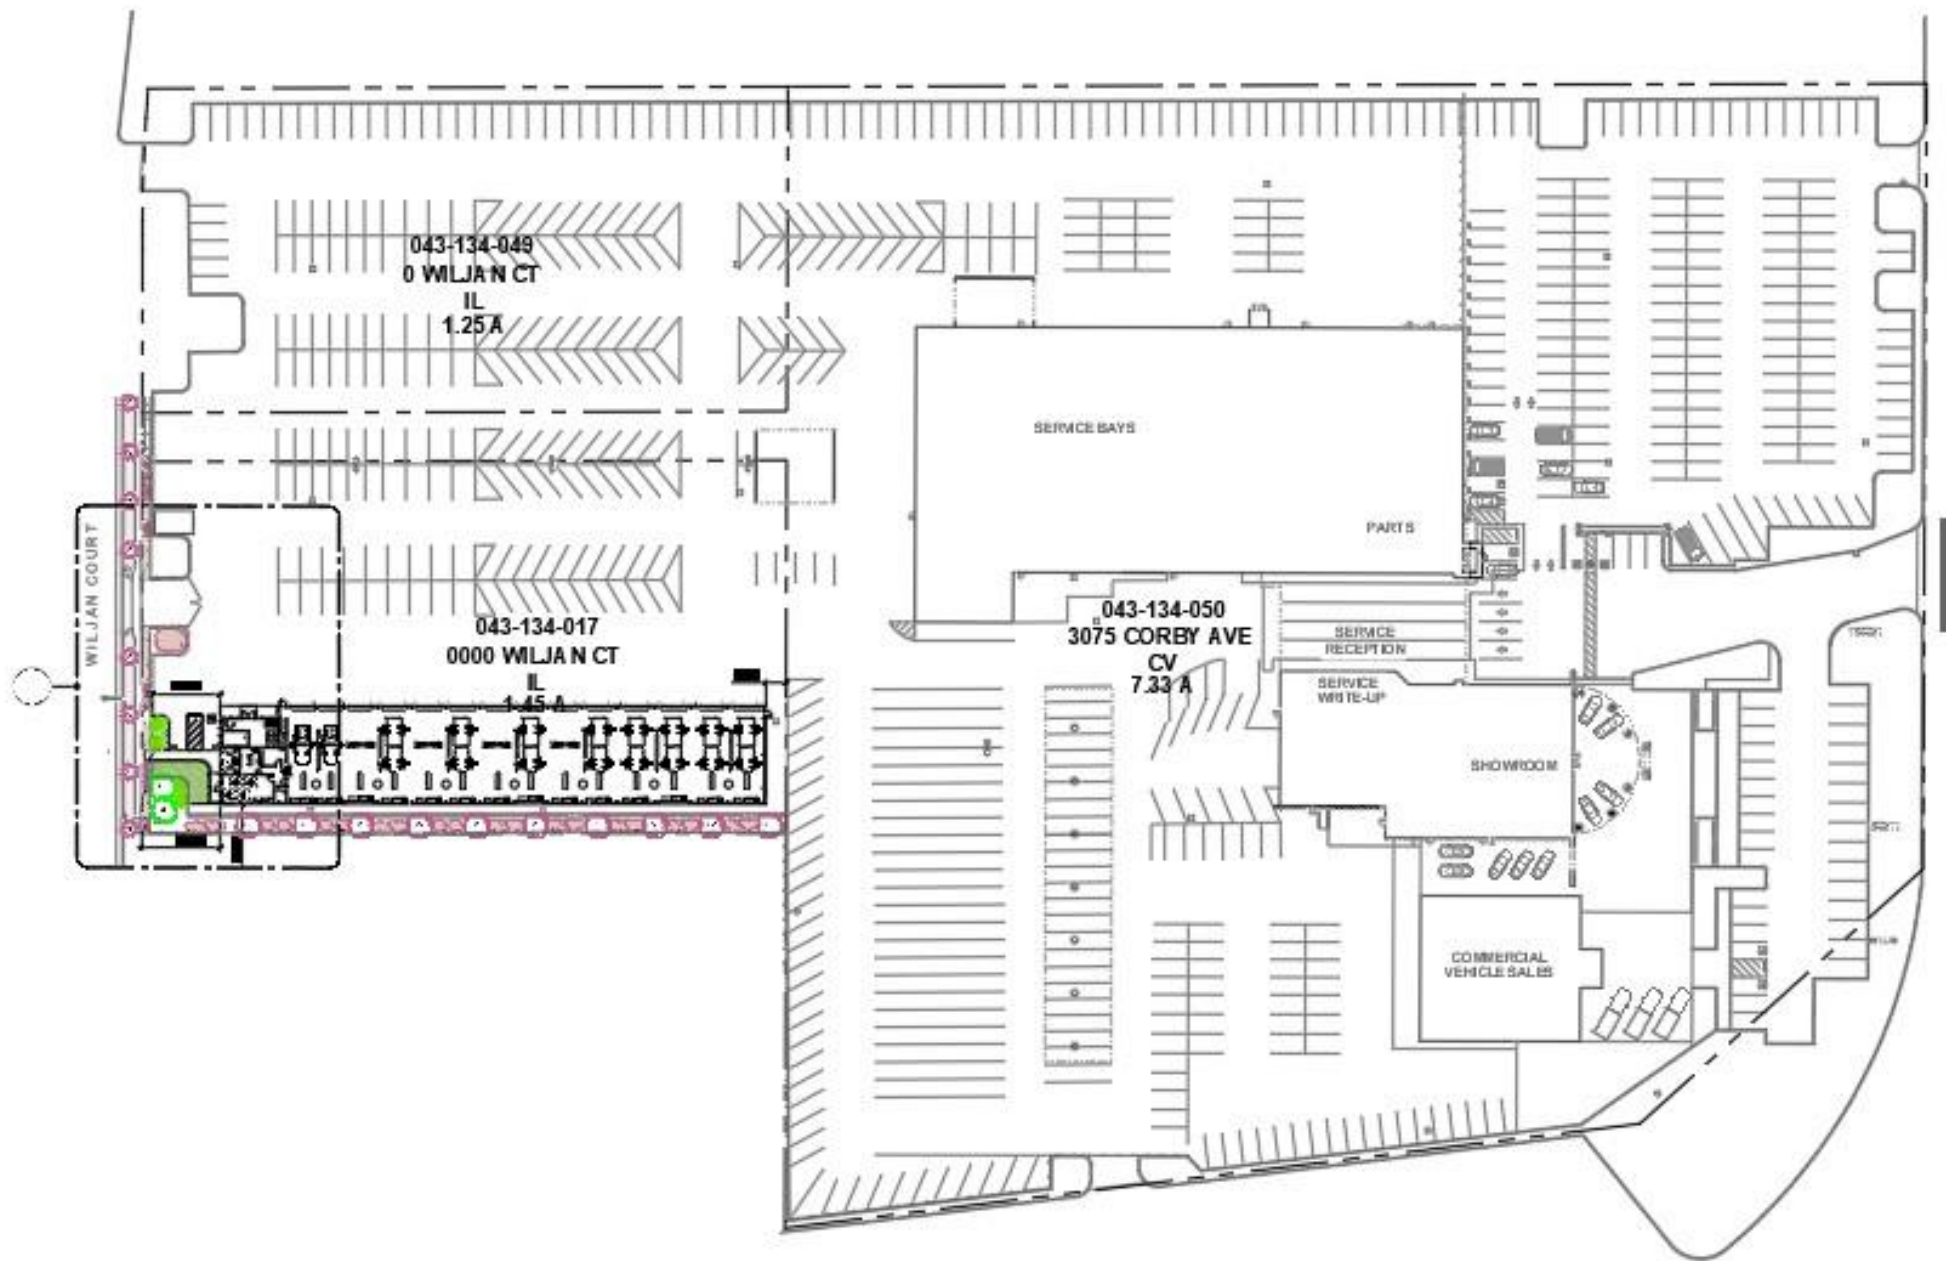 043-134-049
0 WILJAN CT
IL
1.25 A
SERVICE BAYS
PARTS
WILJAN COURT
043-134-017
0000 WILJAN CT
IL
1.45 A
043-134-050
3075 CORBY AVE
CV
7.33 A
SERVICE
RECEPTION
SERVICE
WRITE-UP
SHOWROOM
COMMERCIAL
VEHICLE SALES